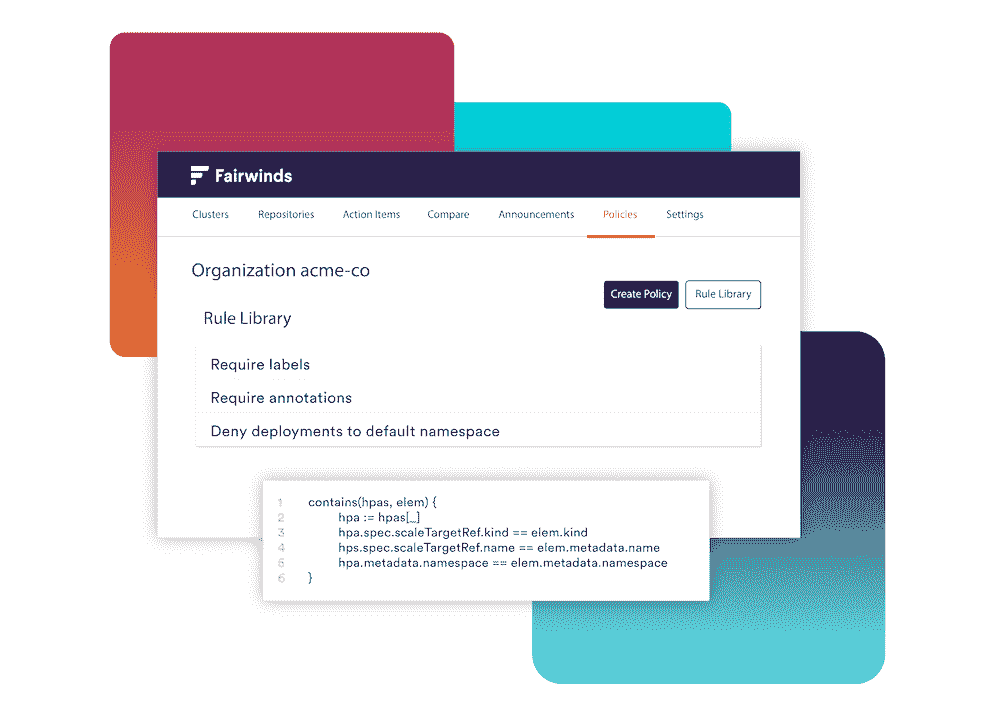 Fairwinds
Clusters Repositories Action Items Compare Announcements Policies Settings
Organization acme-co
Create Policy Rule Library
Rule Library
Require labels
Require annotations
Deny deployments to default namespace
1 contains(hpas, elem) {
2 hpa := hpas[_]
3 hpa.spec.scaleTargetRef.kind == elem.kind
4 hps.spec.scaleTargetRef.name == elem.metadata.name
5 hpa.metadata.namespace == elem.metadata.namespace
6 }